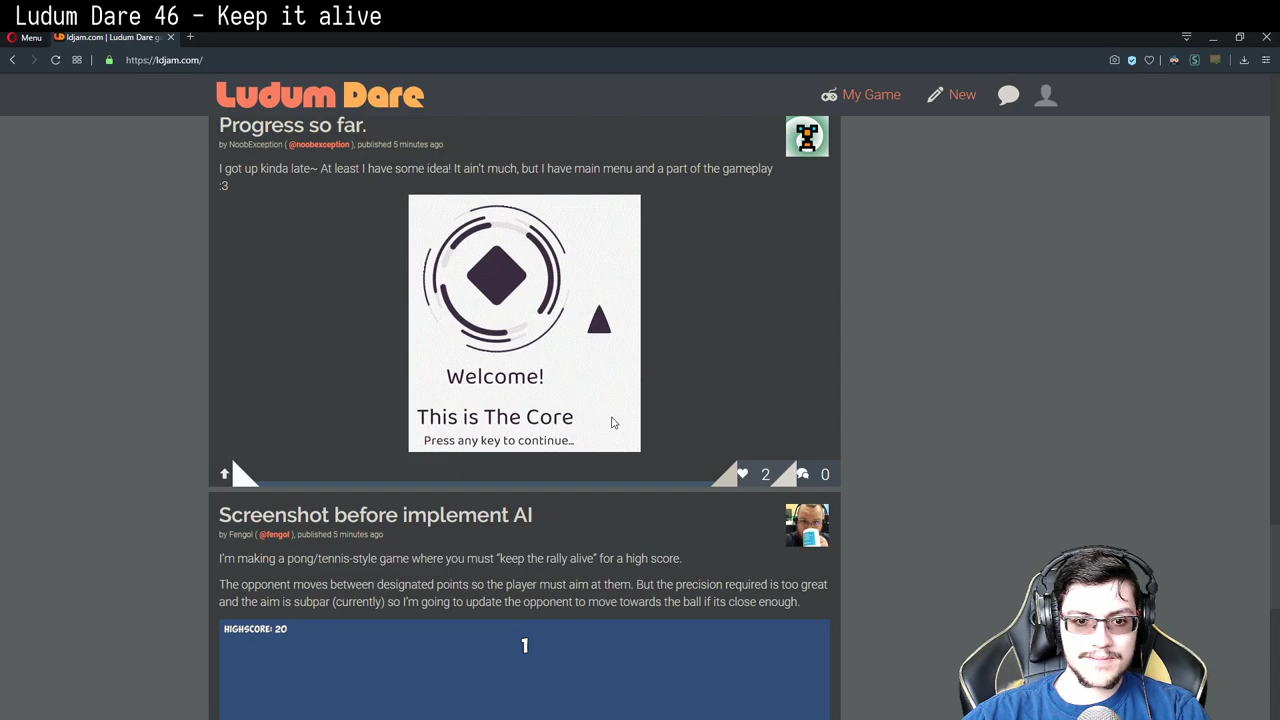 Ludum Dare 46 - Keep it alive
Menu
ldjam.com | Ludum Dare g
https://ldjam.com/
Ludum Dare
My Game
New
Progress so far.
by NoobException ( @noobexception ), published 5 minutes ago
I got up kinda late~ At least I have some idea! It ain't much, but I have main menu and a part of the gameplay
:3
Welcome!
This is The Core
Press any key to continue...
2
0
Screenshot before implement AI
by Fengol ( @fengol ), published 5 minutes ago
I'm making a pong/tennis-style game where you must “keep the rally alive” for a high score.
The opponent moves between designated points so the player must aim at them. But the precision required is too great
and the aim is subpar (currently) so I'm going to update the opponent to move towards the ball if its close enough.
HIGHSCORE: 20
1